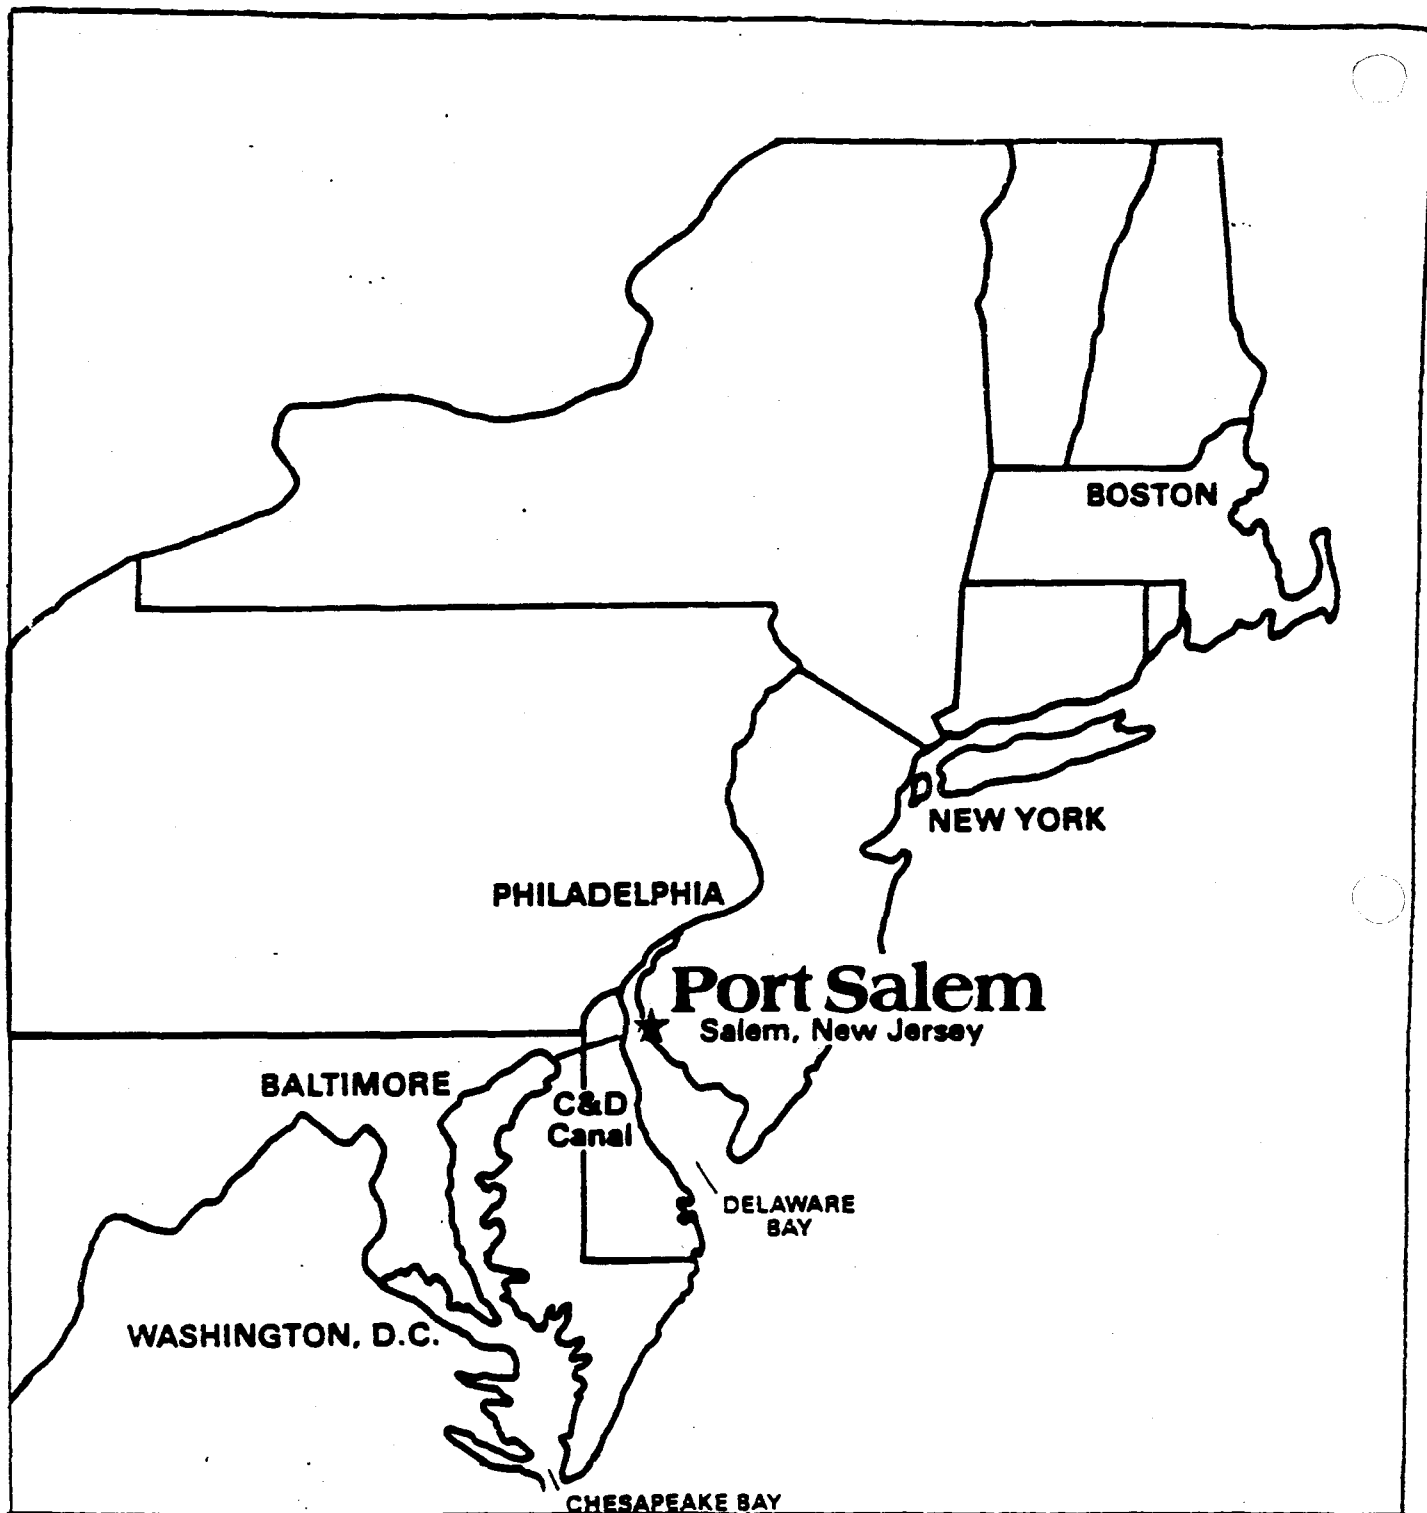 BOSTON
NEW YORK
PHILADELPHIA
Port Salem
Salem, New Jersey
BALTIMORE
C&D
Canal
DELAWARE
BAY
WASHINGTON, D.C.
CHESAPEAKE BAY